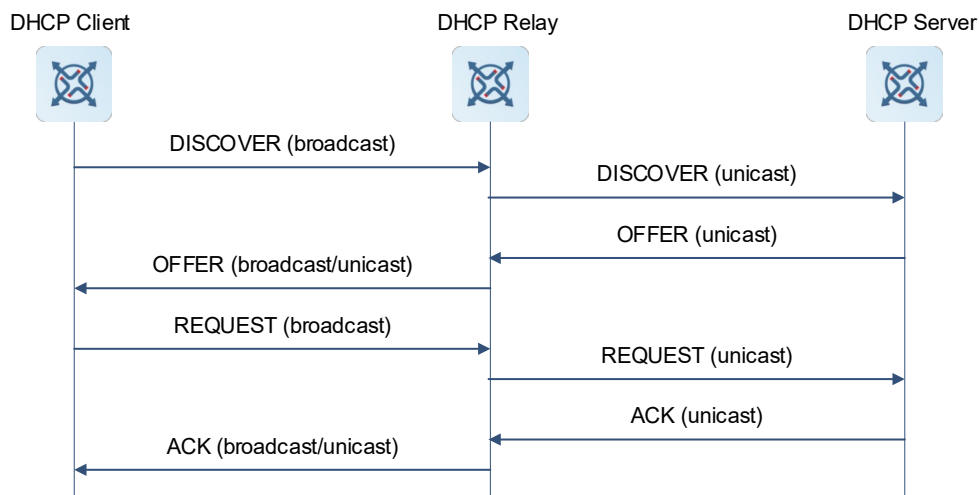 DHCP Client
DHCP Relay
DHCP Server
DISCOVER (broadcast)
DISCOVER (unicast)
OFFER (unicast)
OFFER (broadcast/unicast)
REQUEST (broadcast)
REQUEST (unicast)
ACK (unicast)
ACK (broadcast/unicast)